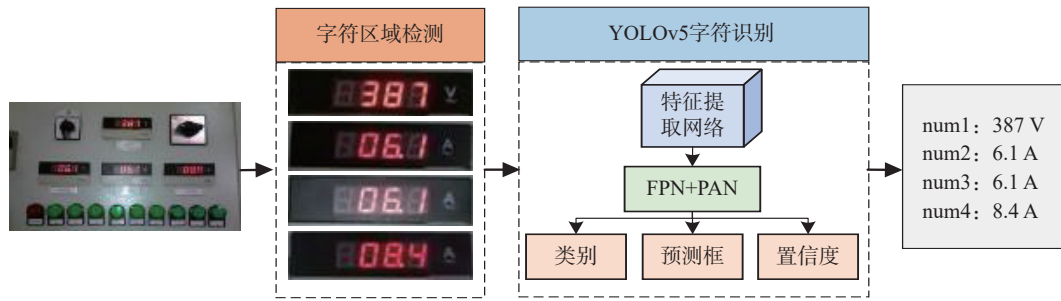 字符区域检测
387 V
06.1 A
06.1 A
08.4 A
YOLOv5字符识别
特征提
取网络
FPN+PAN
类别
预测框
置信度
num1：387 V
num2：6.1 A
num3：6.1 A
num4：8.4 A